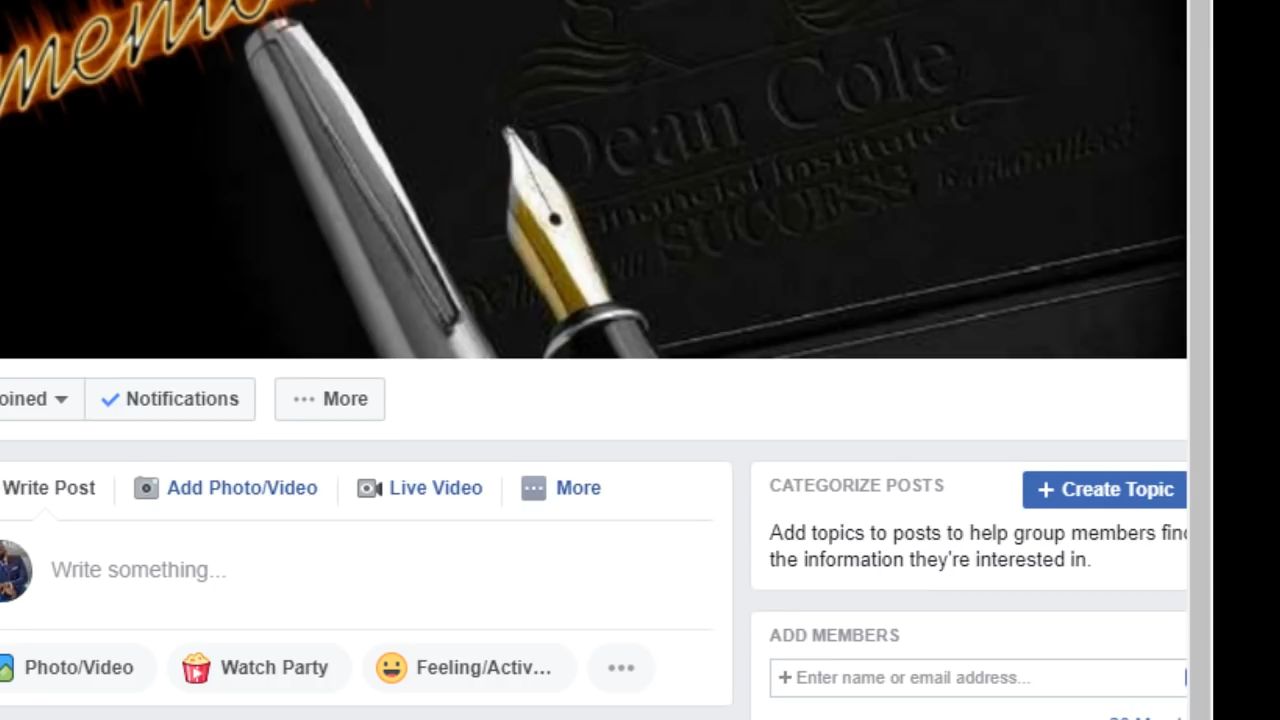 Dean Cole
Financial Institute
SUCCESS
oined
Notifications
More
Write Post
Add Photo/Video
Live Video
More
CATEGORIZE POSTS
+ Create Topic
Add topics to posts to help group members find
the information they're interested in.
Write something...
ADD MEMBERS
+ Enter name or email address...
Photo/Video
Watch Party
Feeling/Activ...